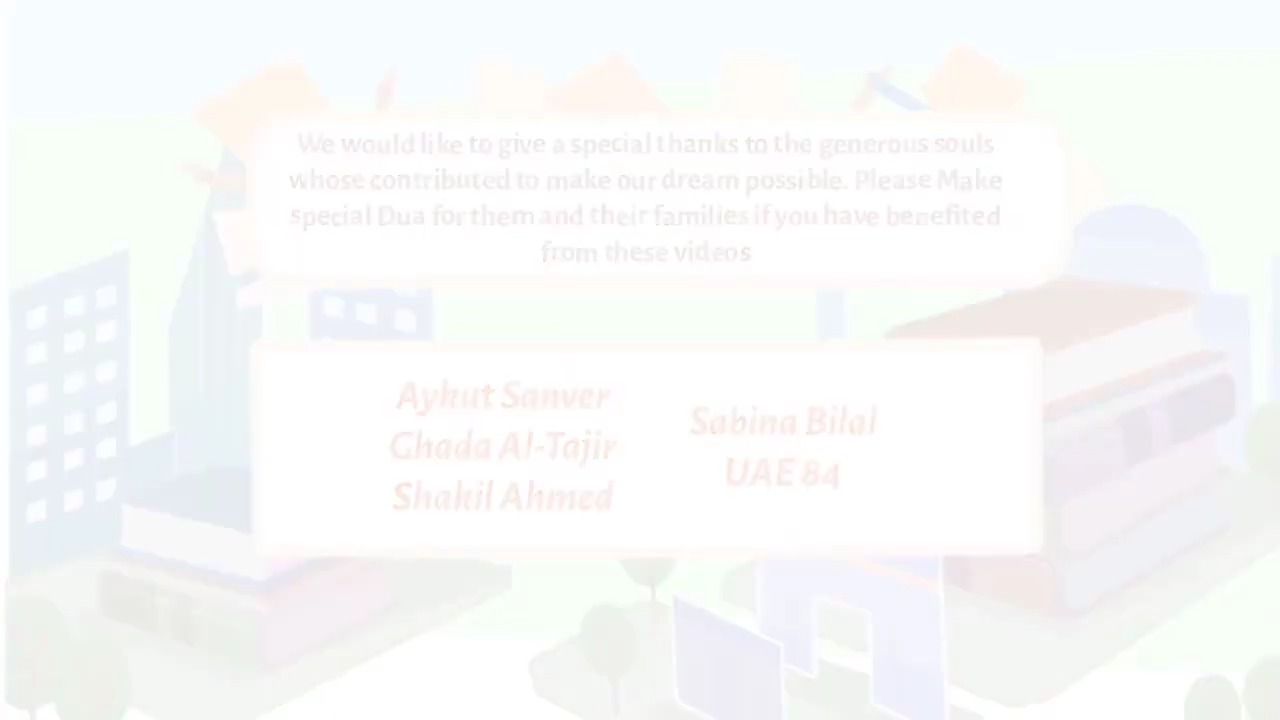 We would like to give a special thanks to the generous souls
whose contributed to make our dream possible. Please Make
special Dua for them and their families if you have benefited
from these videos
Aykut Sanver
Ghada Al-Tajir
Shakil Ahmed
Sabina Bilal
UAE 84